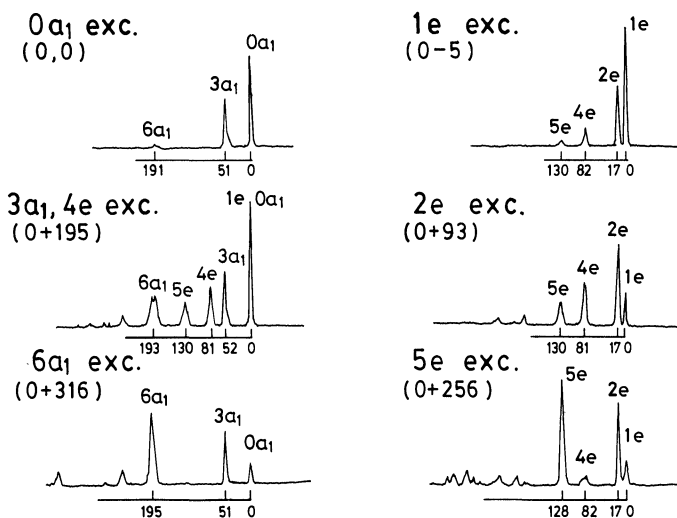 0a₁ exc.
(0,0)
0a₁
3a₁
6a₁
191 51 0
1e exc.
(0-5)
1e
2e
4e
5e
130 82 17 0
3a₁, 4e exc.
(0+195)
1e 0a₁
3a₁
4e
5e
6a₁
193 130 81 52 0
2e exc.
(0+93)
2e
4e
5e
1e
130 81 17 0
6a₁ exc.
(0+316)
6a₁
3a₁
0a₁
195 51 0
5e exc.
(0+256)
5e
2e
1e
4e
128 82 17 0